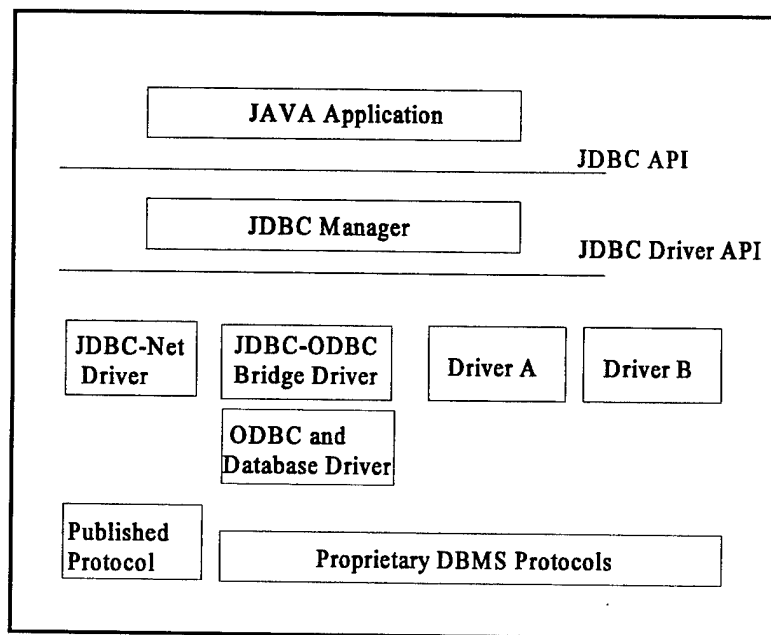 JAVA Application
JDBC API
JDBC Manager
JDBC Driver API
JDBC-Net
Driver
JDBC-ODBC
Bridge Driver
Driver A
Driver B
ODBC and
Database Driver
Published
Protocol
Proprietary DBMS Protocols